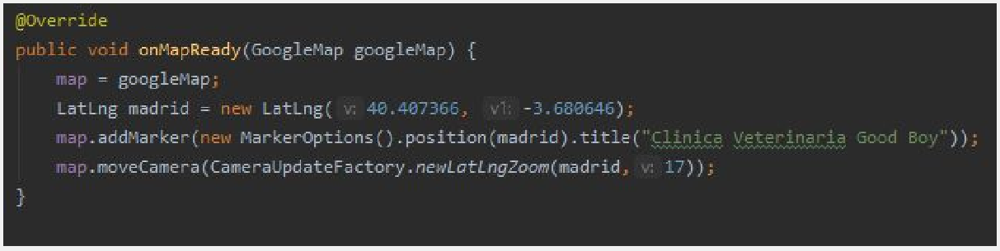 @Override
public void onMapReady(GoogleMap googleMap) {
map = googleMap;
LatLng madrid = new LatLng( v: 40.407366, v1: -3.680646);
map.addMarker(new MarkerOptions().position(madrid).title("Clinica Veterinaria Good Boy"));
map.moveCamera(CameraUpdateFactory.newLatLngZoom(madrid, v: 17));
}